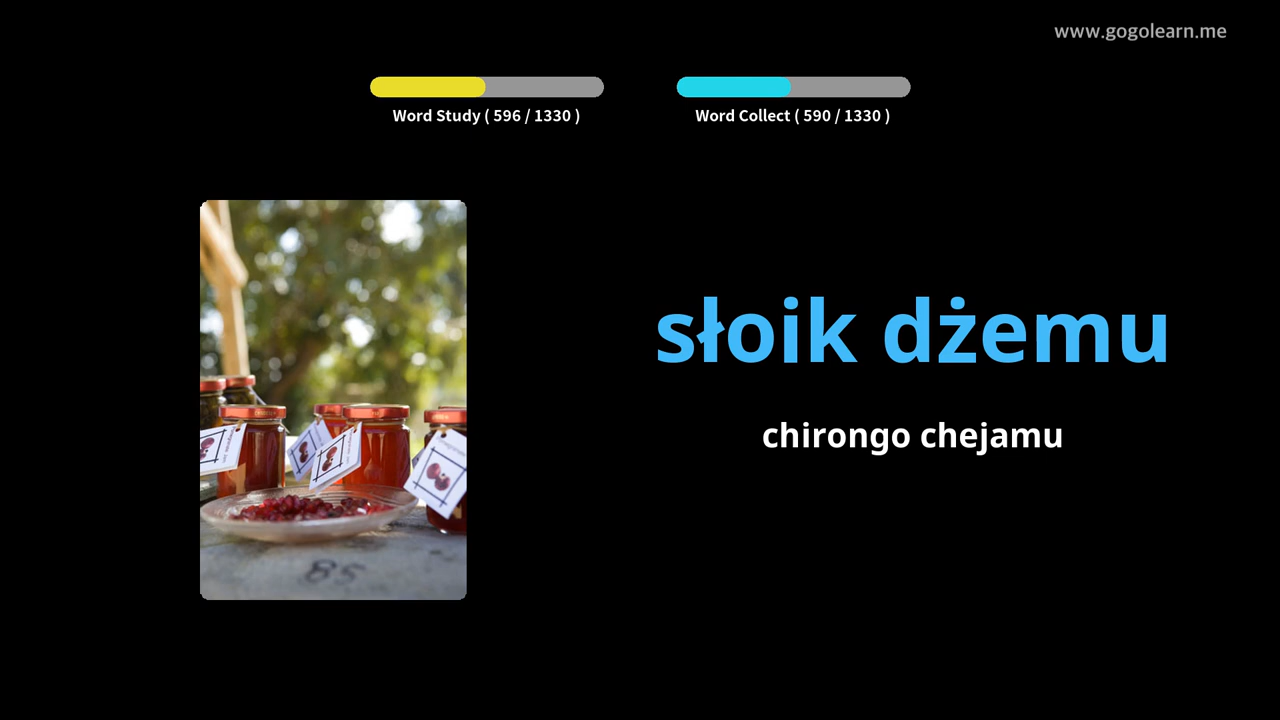 www.gogolearn.me
Word Study ( 596 / 1330 )
Word Collect ( 590 / 1330 )
słoik dżemu
chirongo chejamu
85